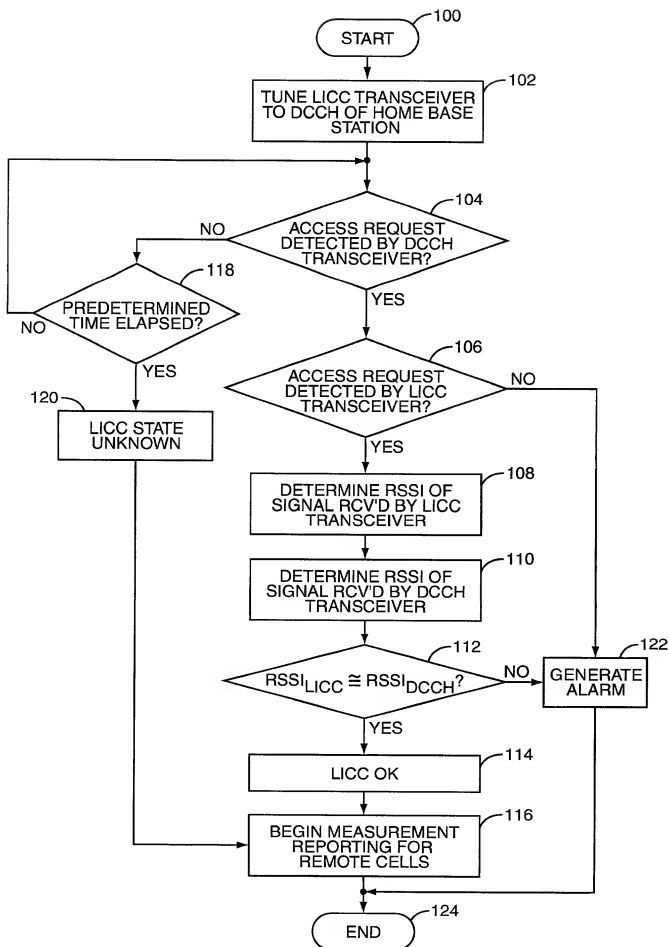 100
START
102
TUNE LICC TRANSCEIVER
TO DCCH OF HOME BASE
STATION
104
NO
ACCESS REQUEST
DETECTED BY DCCH
TRANSCEIVER?
118
YES
PREDETERMINED
TIME ELAPSED?
NO
YES
106
ACCESS REQUEST
DETECTED BY LICC
TRANSCEIVER?
NO
120
LICC STATE
UNKNOWN
YES
108
DETERMINE RSSI OF
SIGNAL RCV'D BY LICC
TRANSCEIVER
110
DETERMINE RSSI OF
SIGNAL RCV'D BY DCCH
TRANSCEIVER
112
RSSI LICC ≅ RSSI DCCH?
NO
122
GENERATE
ALARM
YES
114
LICC OK
116
BEGIN MEASUREMENT
REPORTING FOR
REMOTE CELLS
124
END